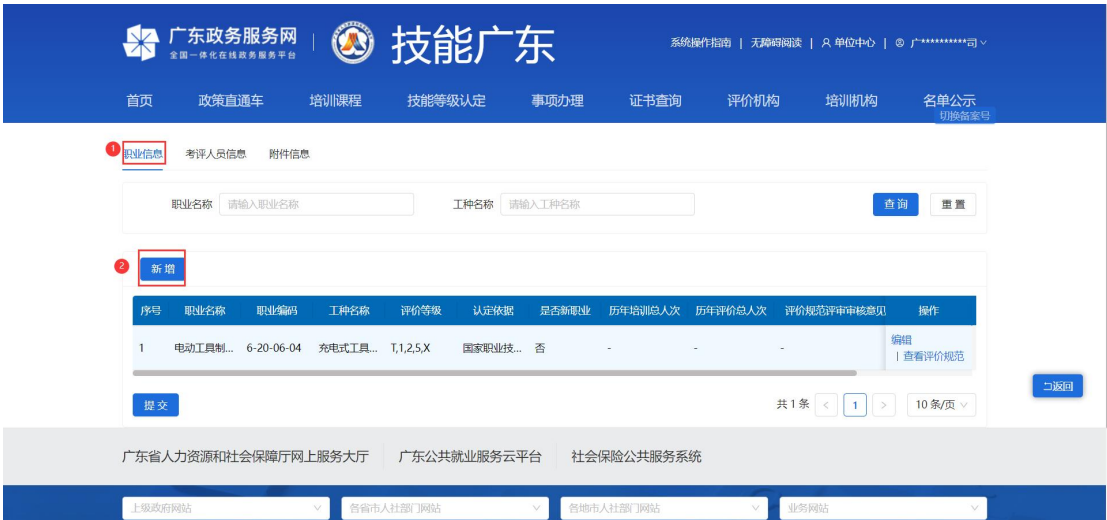 广东政务服务网
全国一体化在线政务服务平台
技能广东
系统操作指南 | 无障碍阅读 | 单位中心 | 广**********司
首页 政策直通车 培训课程 技能等级认定 事项办理 证书查询 评价机构 培训机构 名单公示
切换备案号
1 职业信息 考评人员信息 附件信息
职业名称 请输入职业名称 工种名称 请输入工种名称 查询 重置
2 新增
序号 职业名称 职业编码 工种名称 评价等级 认定依据 是否新职业 历年培训总人次 历年评价总人次 评价规范评审审核意见 操作
1 电动工具制... 6-20-06-04 充电式工具... T,1,2,5,X 国家职业技... 否 - - - 编辑
| 查看评价规范
返回
提交 共 1 条 < 1 > 10 条/页
广东省人力资源和社会保障厅网上服务大厅 广东公共就业服务云平台 社会保险公共服务系统
上级政府网站 各省市人社部门网站 各地市人社部门网站 业务网站